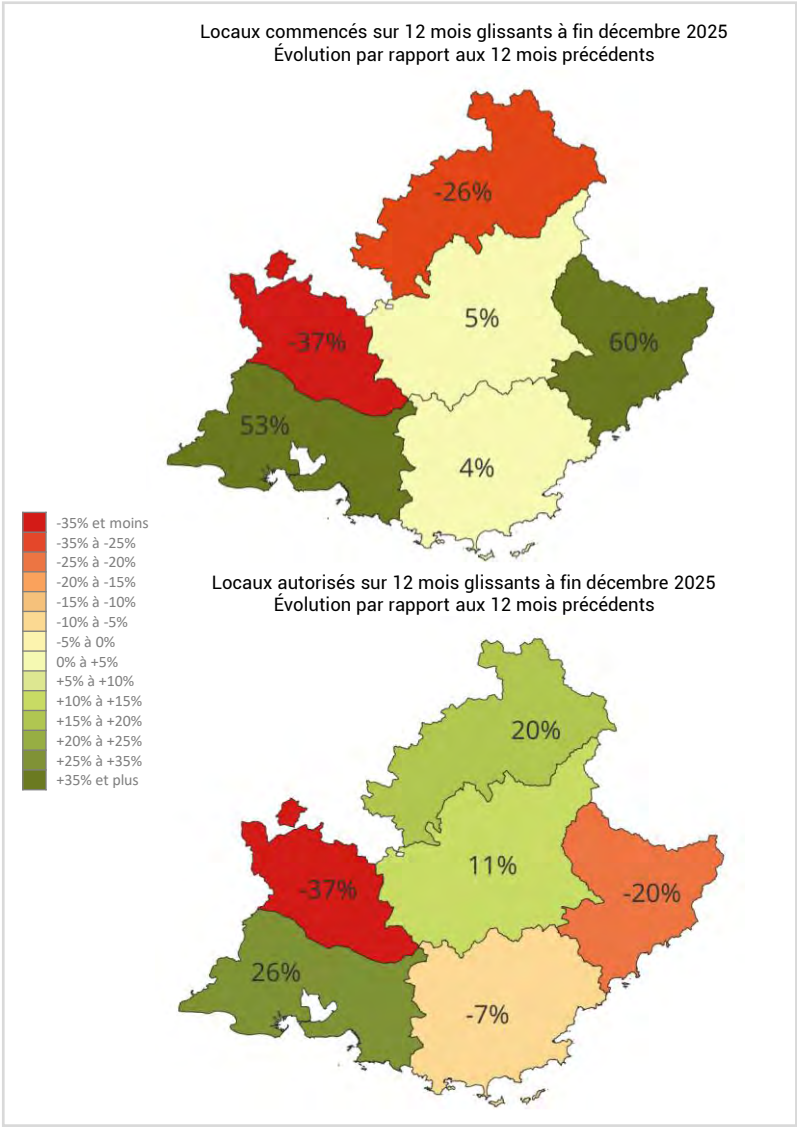 Locaux commencés sur 12 mois glissants à fin décembre 2025
Évolution par rapport aux 12 mois précédents
-26%
5%
-37%
60%
53%
4%
-35% et moins
-35% à -25%
-25% à -20%
-20% à -15%
-15% à -10%
-10% à -5%
-5% à 0%
0% à +5%
+5% à +10%
+10% à +15%
+15% à +20%
+20% à +25%
+25% à +35%
+35% et plus
Locaux autorisés sur 12 mois glissants à fin décembre 2025
Évolution par rapport aux 12 mois précédents
20%
11%
-37%
-20%
26%
-7%